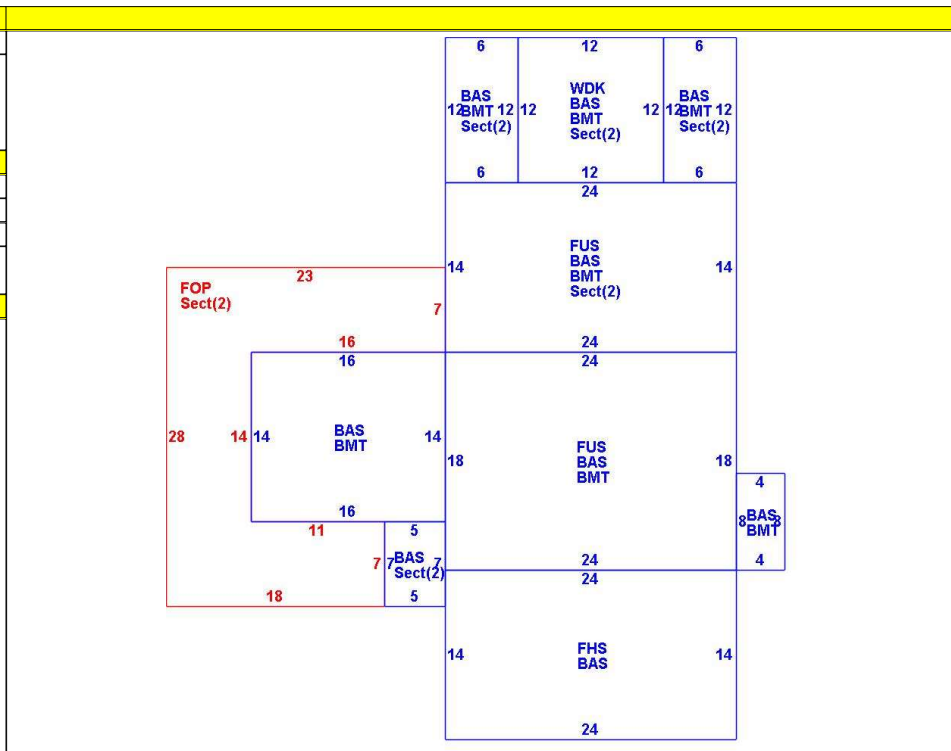 6 12 6
BAS
BMT
Sect(2)
12 12
WDK
BAS
BMT
Sect(2)
12 12
BAS
BMT
Sect(2)
12 12
6 12 6
24
FUS
BAS
BMT
Sect(2)
14 14
24
23
FOP
Sect(2)
7
16
28
14
16
BAS
BMT
14 14
16
11
24
FUS
BAS
BMT
18 18
24
4
BAS
BMT
8 8
4
5
BAS
Sect(2)
7 7 7
5
18
24
FHS
BAS
14 14
24